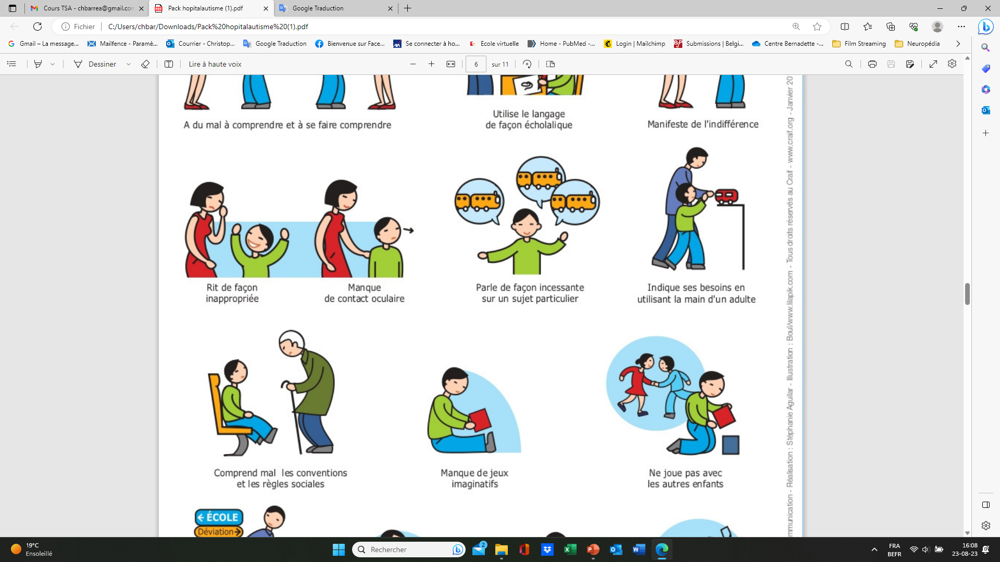 Cours TSA - chbarrea@gmail.con
Pack hopitalautisme (1).pdf
Google Traduction
Fichier
C:/Users/chbar/Downloads/Pack%20hopitalautisme%20(1).pdf
Gmail – La message...
Mailfence - Paramè...
Courrier - Christop...
Google Traduction
Bienvenue sur Face...
Se connecter à ho...
Ecole virtuelle
Home - PubMed -...
Login | Mailchimp
Submissions | Belgi...
Centre Bernadette -...
Film Streaming
Neuropédia
Dessiner
Lire à haute voix
6
sur 11
A du mal à comprendre et à se faire comprendre
Utilise le langage
de façon écholalique
Manifeste de l'indifférence
Rit de façon
inappropriée
Manque
de contact oculaire
Parle de façon incessante
sur un sujet particulier
Indique ses besoins en
utilisant la main d'un adulte
Comprend mal les conventions
et les règles sociales
Manque de jeux
imaginatifs
Ne joue pas avec
les autres enfants
ÉCOLE
Déviation
mmunication - Réalisation : Stéphanie Aguilar - Illustration : Boul/www.lilapik.com - Tous droits réservés au Craif - www.craif.org - Janvier 20
19°C
Ensoleillé
Rechercher
2
FRA
BEFR
16:08
23-08-23